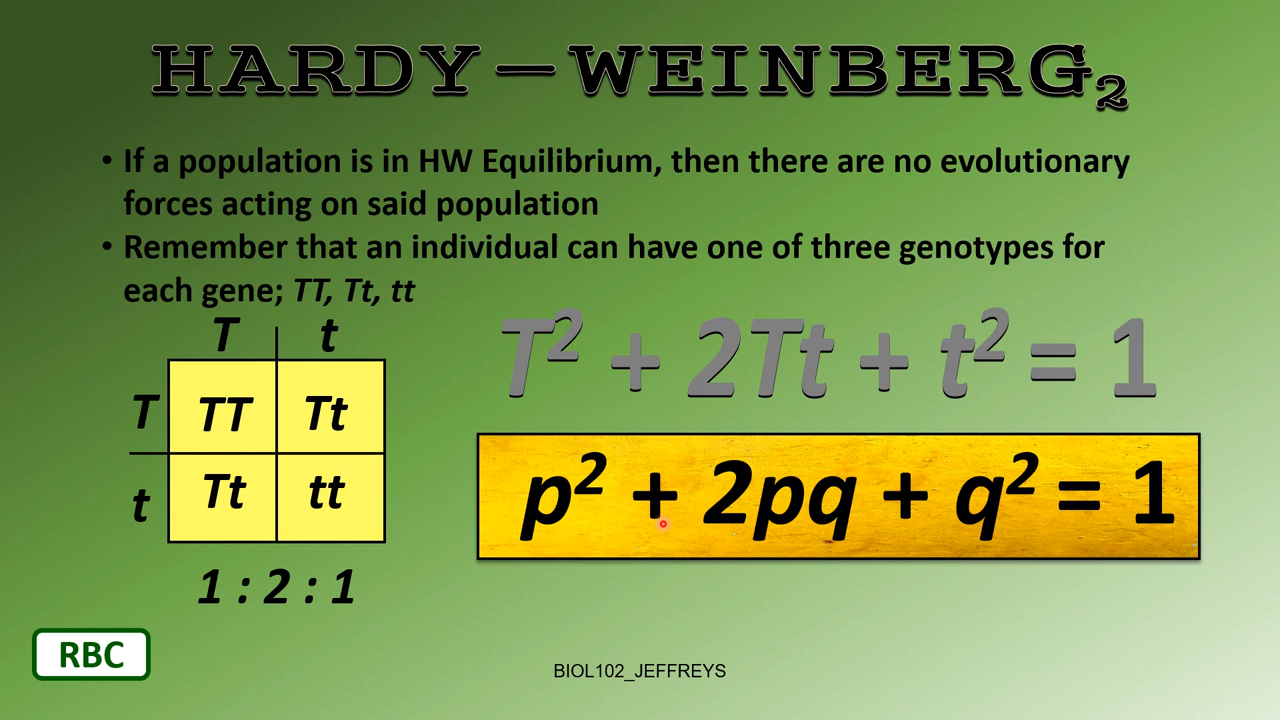 HARDY – WEINBERG₂
• If a population is in HW Equilibrium, then there are no evolutionary
forces acting on said population
• Remember that an individual can have one of three genotypes for
each gene; TT, Tt, tt
T t
T TT Tt
t Tt tt
1 : 2 : 1
T² + 2Tt + t² = 1
p² + 2pq + q² = 1
RBC
BIOL102_JEFFREYS